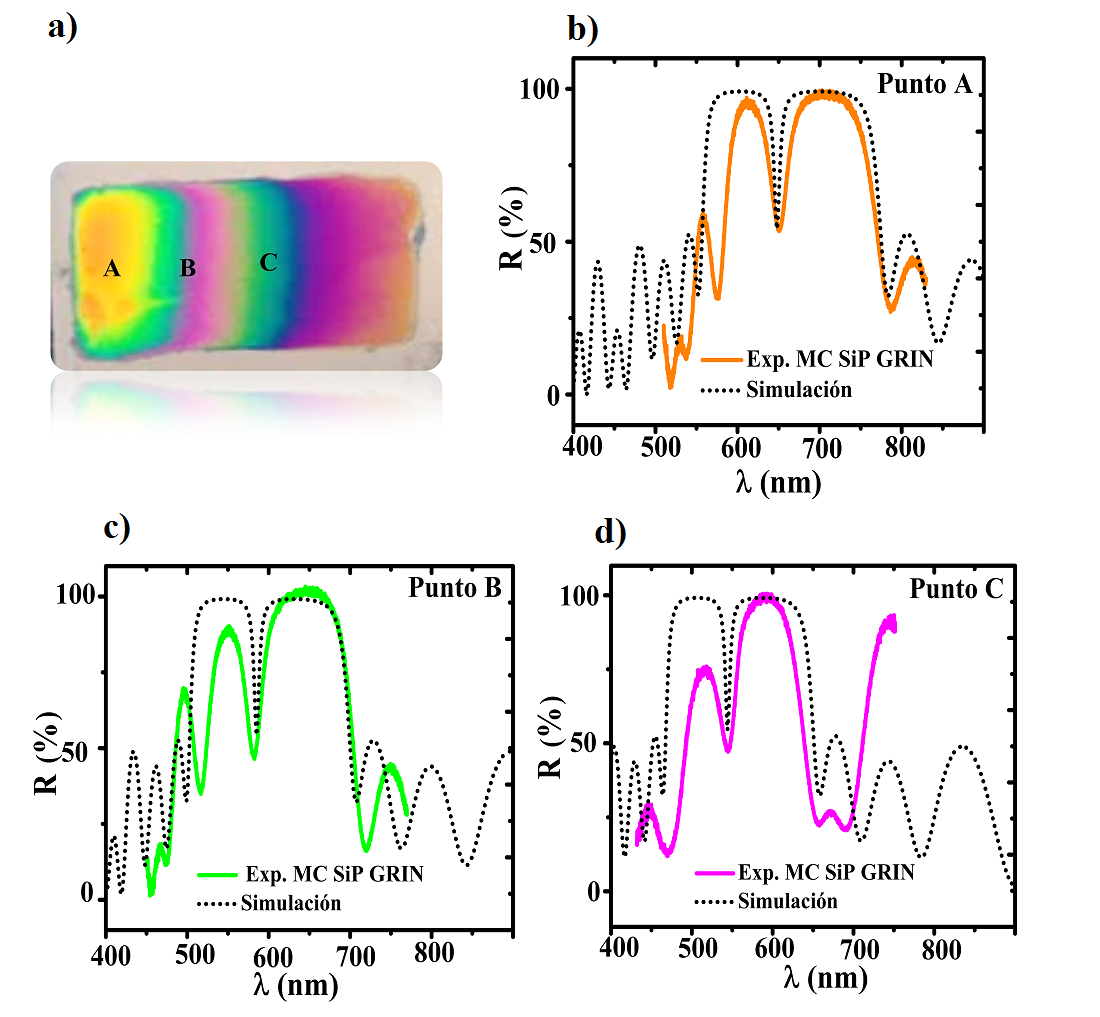 a)
A
B
C
b)
Punto A
100
50
0
R (%)
Exp. MC SiP GRIN
Simulación
400 500 600 700 800
λ (nm)
c)
Punto B
100
50
0
R (%)
Exp. MC SiP GRIN
Simulación
400 500 600 700 800
λ (nm)
d)
Punto C
100
50
0
R (%)
Exp. MC SiP GRIN
Simulación
400 500 600 700 800
λ (nm)